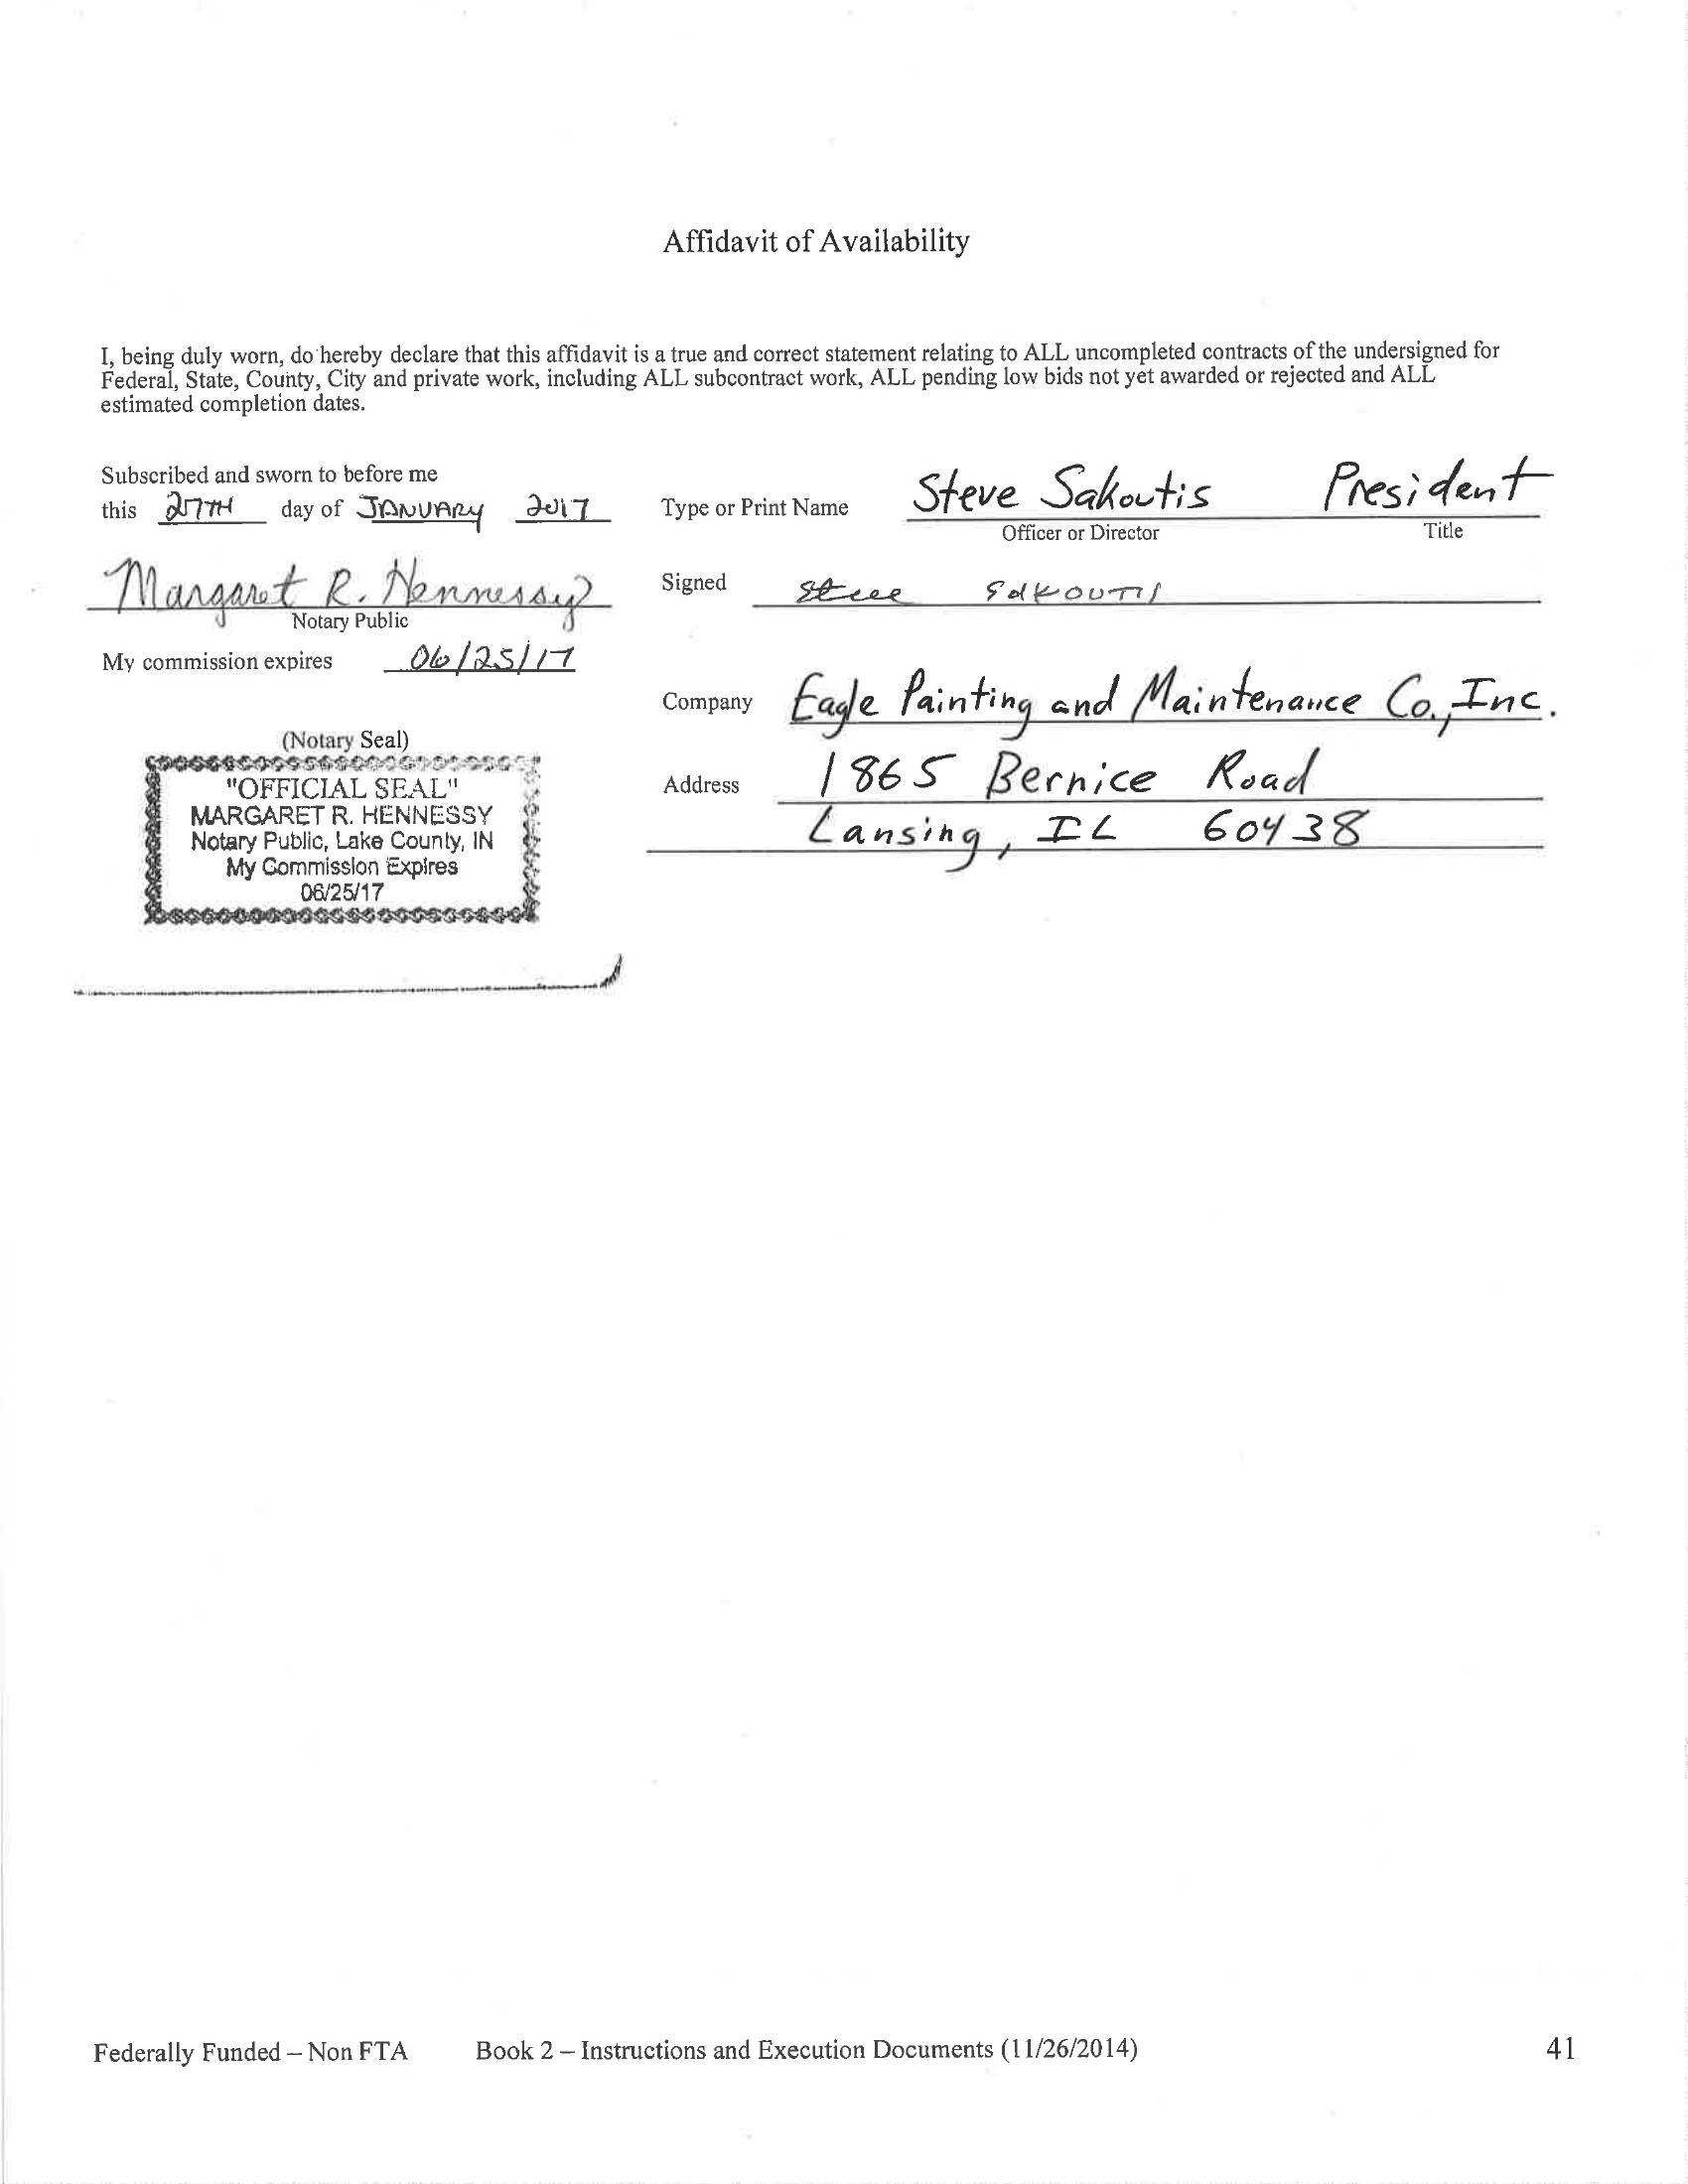 Affidavit of Availability
I, being duly worn, do hereby declare that this affidavit is a true and correct statement relating to ALL uncompleted contracts of the undersigned for
Federal, State, County, City and private work, including ALL subcontract work, ALL pending low bids not yet awarded or rejected and ALL
estimated completion dates.
Subscribed and sworn to before me
this 27TH day of JANUARY 2017
Margaret R. Hennessy
Notary Public
My commission expires 06/25/17
(Notary Seal)
"OFFICIAL SEAL"
MARGARET R. HENNESSY
Notary Public, Lake County, IN
My Commission Expires
06/25/17
Type or Print Name Steve Sakoutis President
Officer or Director Title
Signed Steve Sakoutis
Company Eagle Painting and Maintenance Co., Inc.
Address 1865 Bernice Road
Lansing, IL 60438
Federally Funded – Non FTA Book 2 – Instructions and Execution Documents (11/26/2014) 41